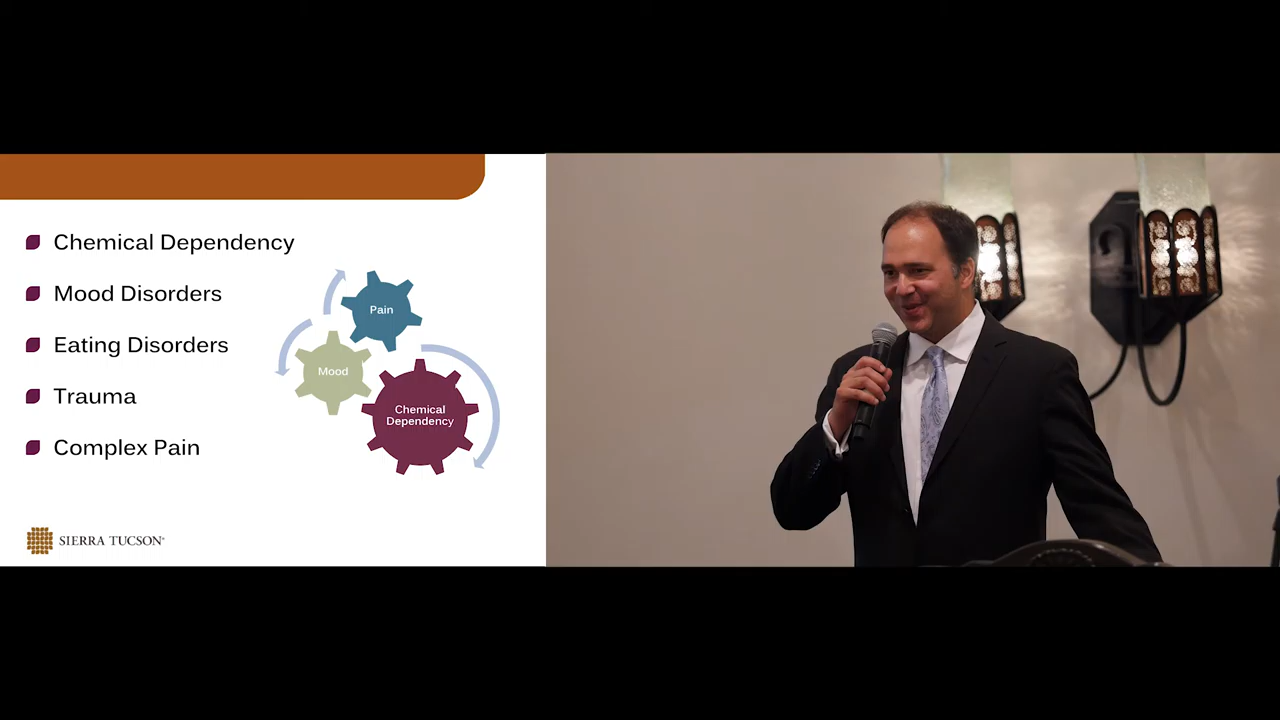 Chemical Dependency
Mood Disorders
Eating Disorders
Trauma
Complex Pain
Pain
Mood
Chemical
Dependency
SIERRA TUCSON®